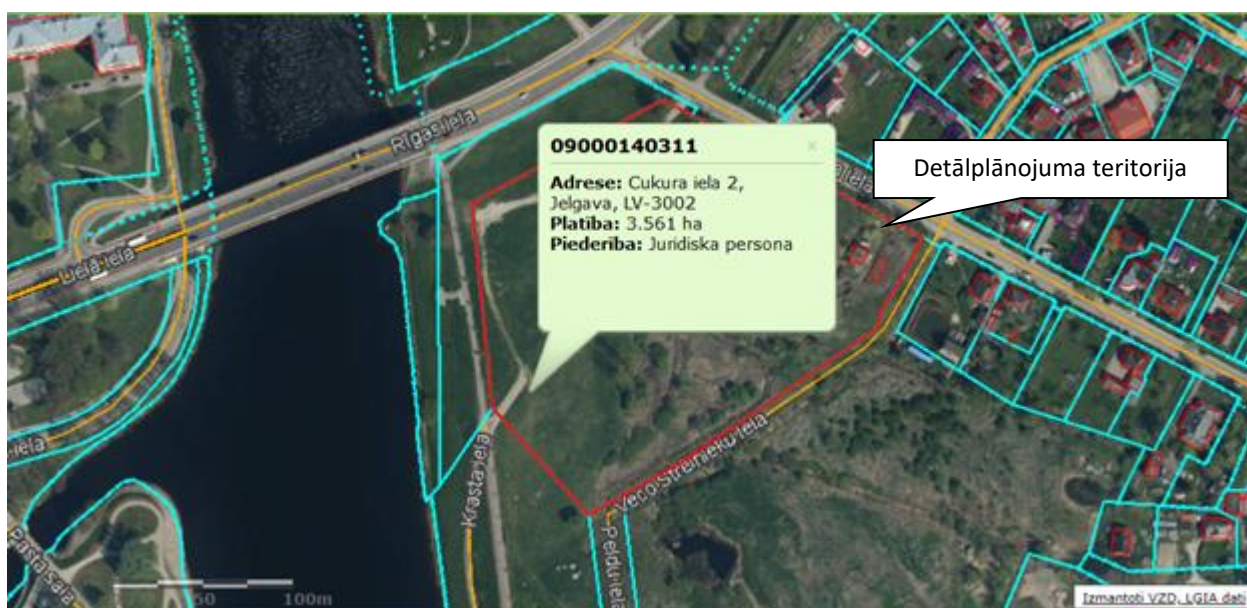 Rīgas iela
09000140311
×
Adrese: Cukura iela 2,
Jelgava, LV-3002
Platība: 3.561 ha
Piederība: Juridiska persona
Detālplānojuma teritorija
a iela
Lielā iela
iela
Krasta iela
Veco Strēlnieku iela
Peldu iela
Pasta sala
50 100m
Izmantoti VZD, LGIA dati